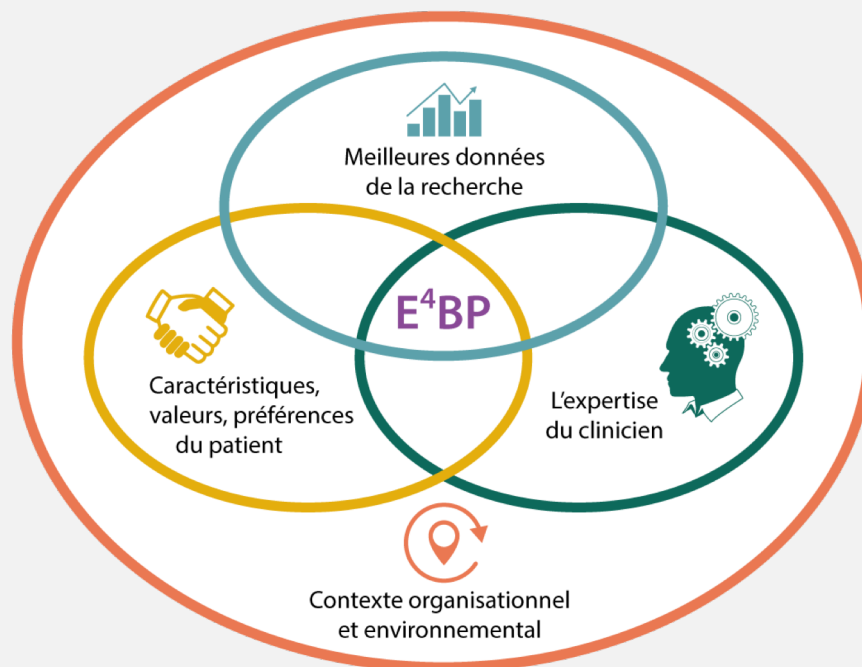 Meilleures données
de la recherche
E⁴BP
Caractéristiques,
valeurs, préférences
du patient
L'expertise
du clinicien
Contexte organisationnel
et environnemental